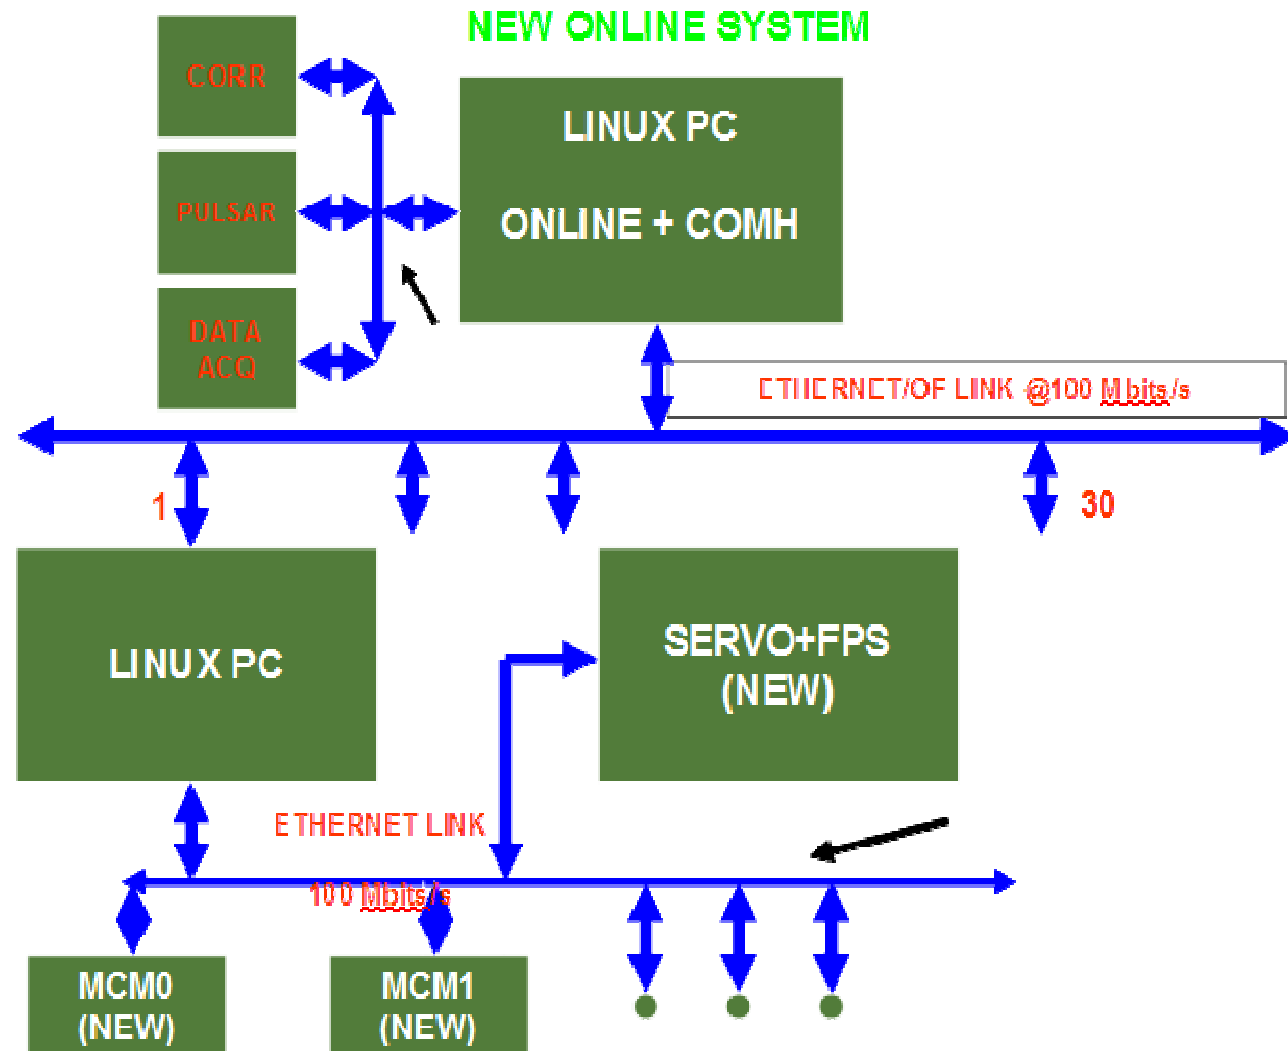 NEW ONLINE SYSTEM
CORR
LINUX PC
ONLINE + COMH
PULSAR
DATA
ACQ
ETHERNET/OF LINK @100 Mbits/s
1
30
LINUX PC
SERVO+FPS
(NEW)
ETHERNET LINK
100 Mbits/s
MCM0
(NEW)
MCM1
(NEW)